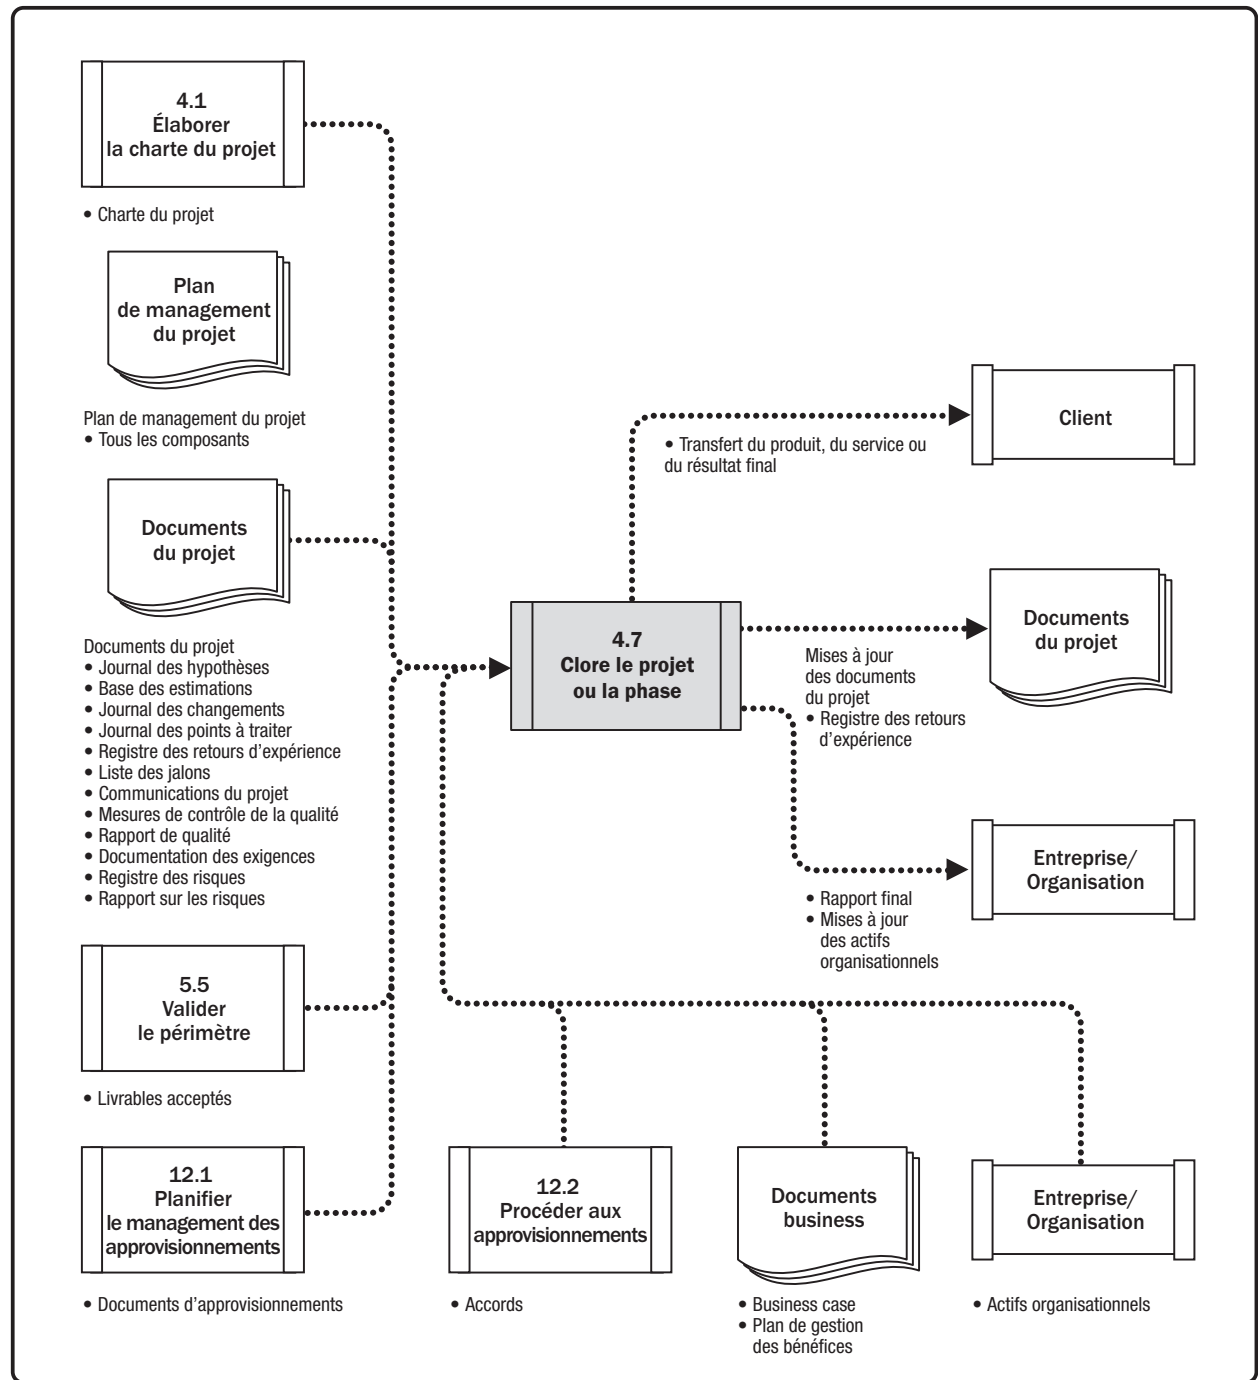 4.1
Élaborer
la charte du projet
• Charte du projet
Plan
de management
du projet
Plan de management du projet
• Tous les composants
Documents
du projet
Documents du projet
• Journal des hypothèses
• Base des estimations
• Journal des changements
• Journal des points à traiter
• Registre des retours d'expérience
• Liste des jalons
• Communications du projet
• Mesures de contrôle de la qualité
• Rapport de qualité
• Documentation des exigences
• Registre des risques
• Rapport sur les risques
5.5
Valider
le périmètre
• Livrables acceptés
12.1
Planifier
le management des
approvisionnements
• Documents d'approvisionnements
4.7
Clore le projet
ou la phase
• Transfert du produit, du service ou
du résultat final
Client
Mises à jour
des documents
du projet
• Registre des retours
d'expérience
Documents
du projet
• Rapport final
• Mises à jour
des actifs
organisationnels
Entreprise/
Organisation
12.2
Procéder aux
approvisionnements
• Accords
Documents
business
• Business case
• Plan de gestion
des bénéfices
Entreprise/
Organisation
• Actifs organisationnels